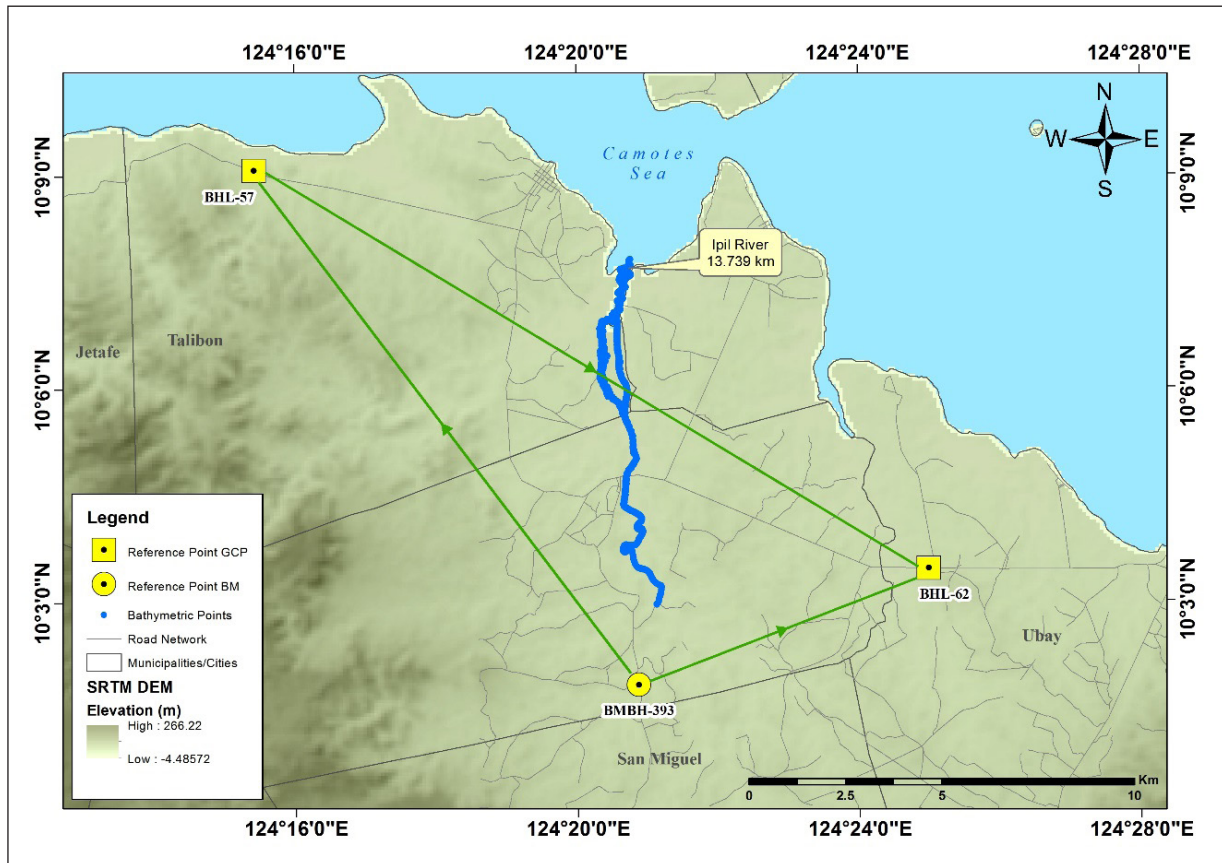 124°16'0"E 124°20'0"E 124°24'0"E 124°28'0"E
N
W E
S
Camotes
Sea
10°9'0"N
10°9'0"N
BHL-57
Ipil River
13.739 km
Jetafe
Talibon
10°6'0"N
10°6'0"N
Legend
Reference Point GCP
Reference Point BM
Bathymetric Points
Road Network
Municipalities/Cities
SRTM DEM
Elevation (m)
High : 266.22
Low : -4.48572
10°3'0"N
10°3'0"N
BHL-62
Ubay
BMBH-393
San Miguel
Km
0 2.5 5 10
124°16'0"E 124°20'0"E 124°24'0"E 124°28'0"E